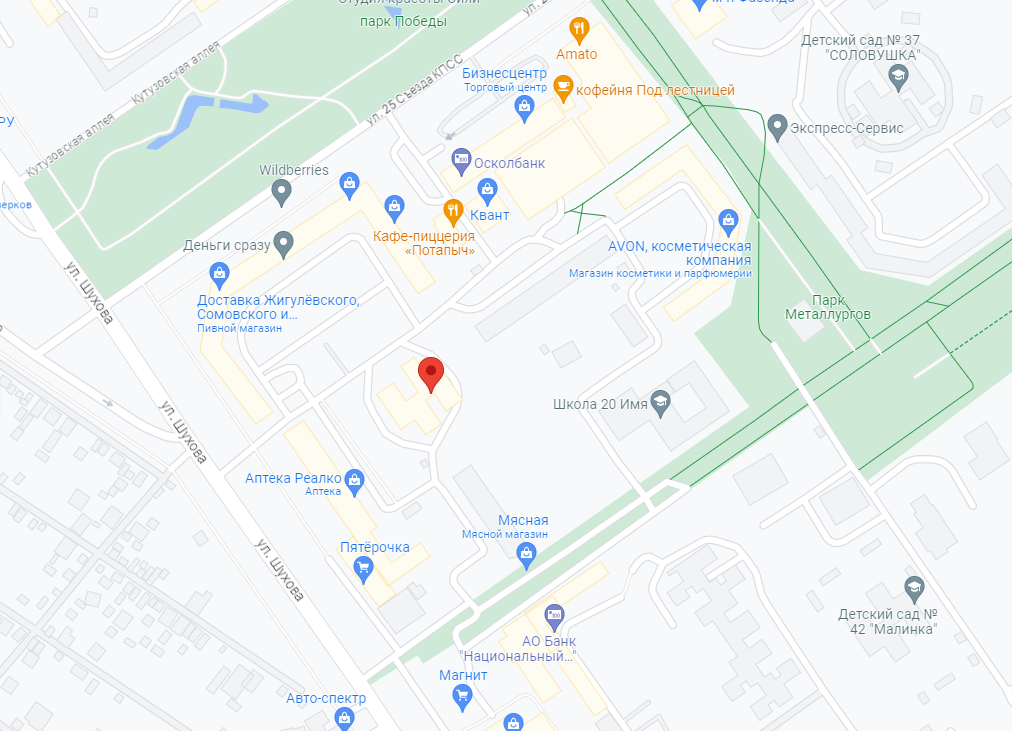 парк Победы
ул. 25 Съезда КПСС
Кутузовская аллея
Кутузовская аллея
Amato
Бизнесцентр
Торговый центр
кофейня Под лестницей
Детский сад № 37
"СОЛОВУШКА"
Экспресс-Сервис
Осколбанк
Wildberries
Квант
Кафе-пиццерия
«Потапыч»
Деньги сразу
AVON, косметическая
компания
Магазин косметики и парфюмерии
Доставка Жигулёвского,
Сомовского и...
Пивной магазин
Парк
Металлургов
ул. Шухова
Школа 20 Имя
ул. Шухова
Аптека Реалко
Аптека
Мясная
Мясной магазин
Пятёрочка
ул. Шухова
Детский сад №
42 "Малинка"
АО Банк
"Национальный..."
Магнит
Авто-спектр